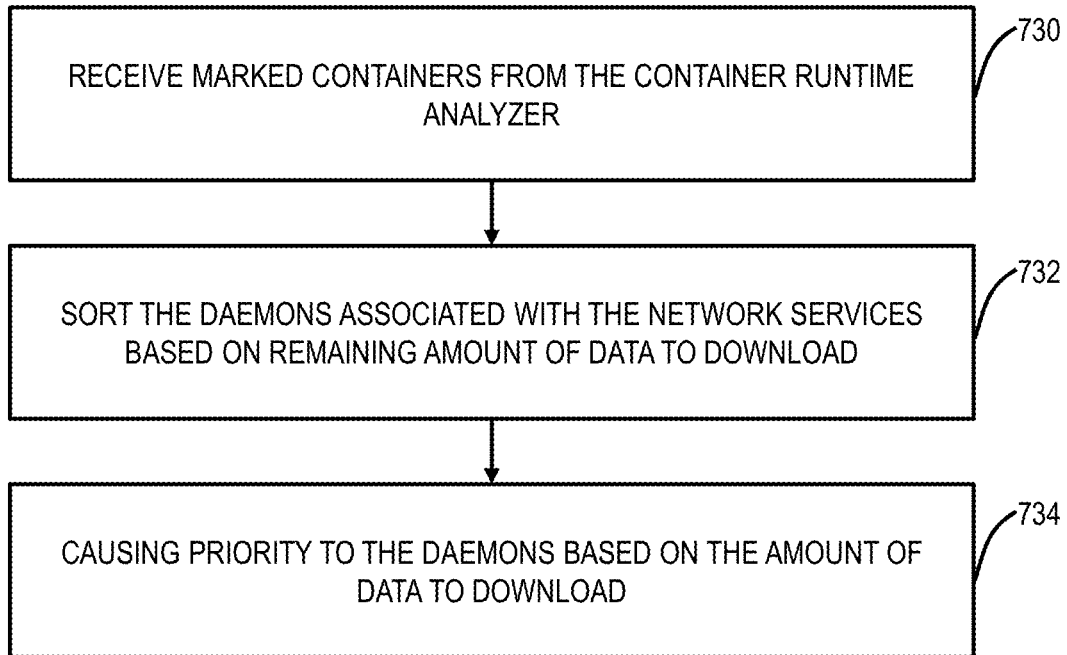 730
RECEIVE MARKED CONTAINERS FROM THE CONTAINER RUNTIME
ANALYZER
732
SORT THE DAEMONS ASSOCIATED WITH THE NETWORK SERVICES
BASED ON REMAINING AMOUNT OF DATA TO DOWNLOAD
734
CAUSING PRIORITY TO THE DAEMONS BASED ON THE AMOUNT OF
DATA TO DOWNLOAD